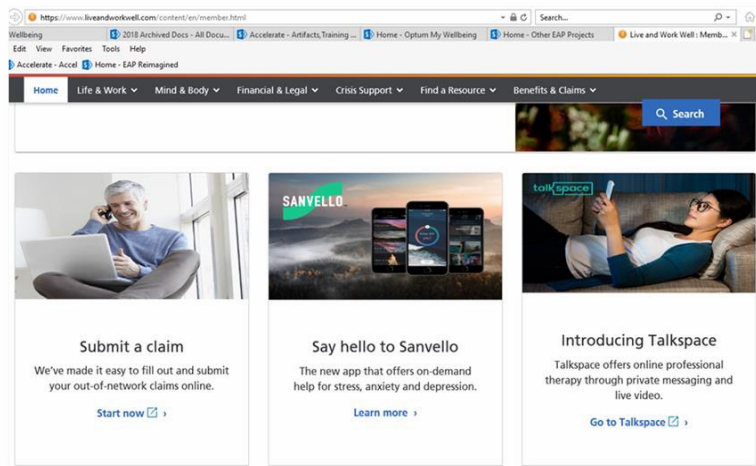 https://www.liveandworkwell.com/content/en/member.html
Search...
Wellbeing
2018 Archived Docs - All Docu...
Accelerate - Artifacts, Training ...
Home - Optum My Wellbeing
Home - Other EAP Projects
Live and Work Well : Memb...
Edit View Favorites Tools Help
Accelerate - Accel Home - EAP Reimagined
Home Life & Work Mind & Body Financial & Legal Crisis Support Find a Resource Benefits & Claims
Search
SANVELLO
talkspace
Submit a claim
We've made it easy to fill out and submit
your out-of-network claims online.
Start now
Say hello to Sanvello
The new app that offers on-demand
help for stress, anxiety and depression.
Learn more
Introducing Talkspace
Talkspace offers online professional
therapy through private messaging and
live video.
Go to Talkspace